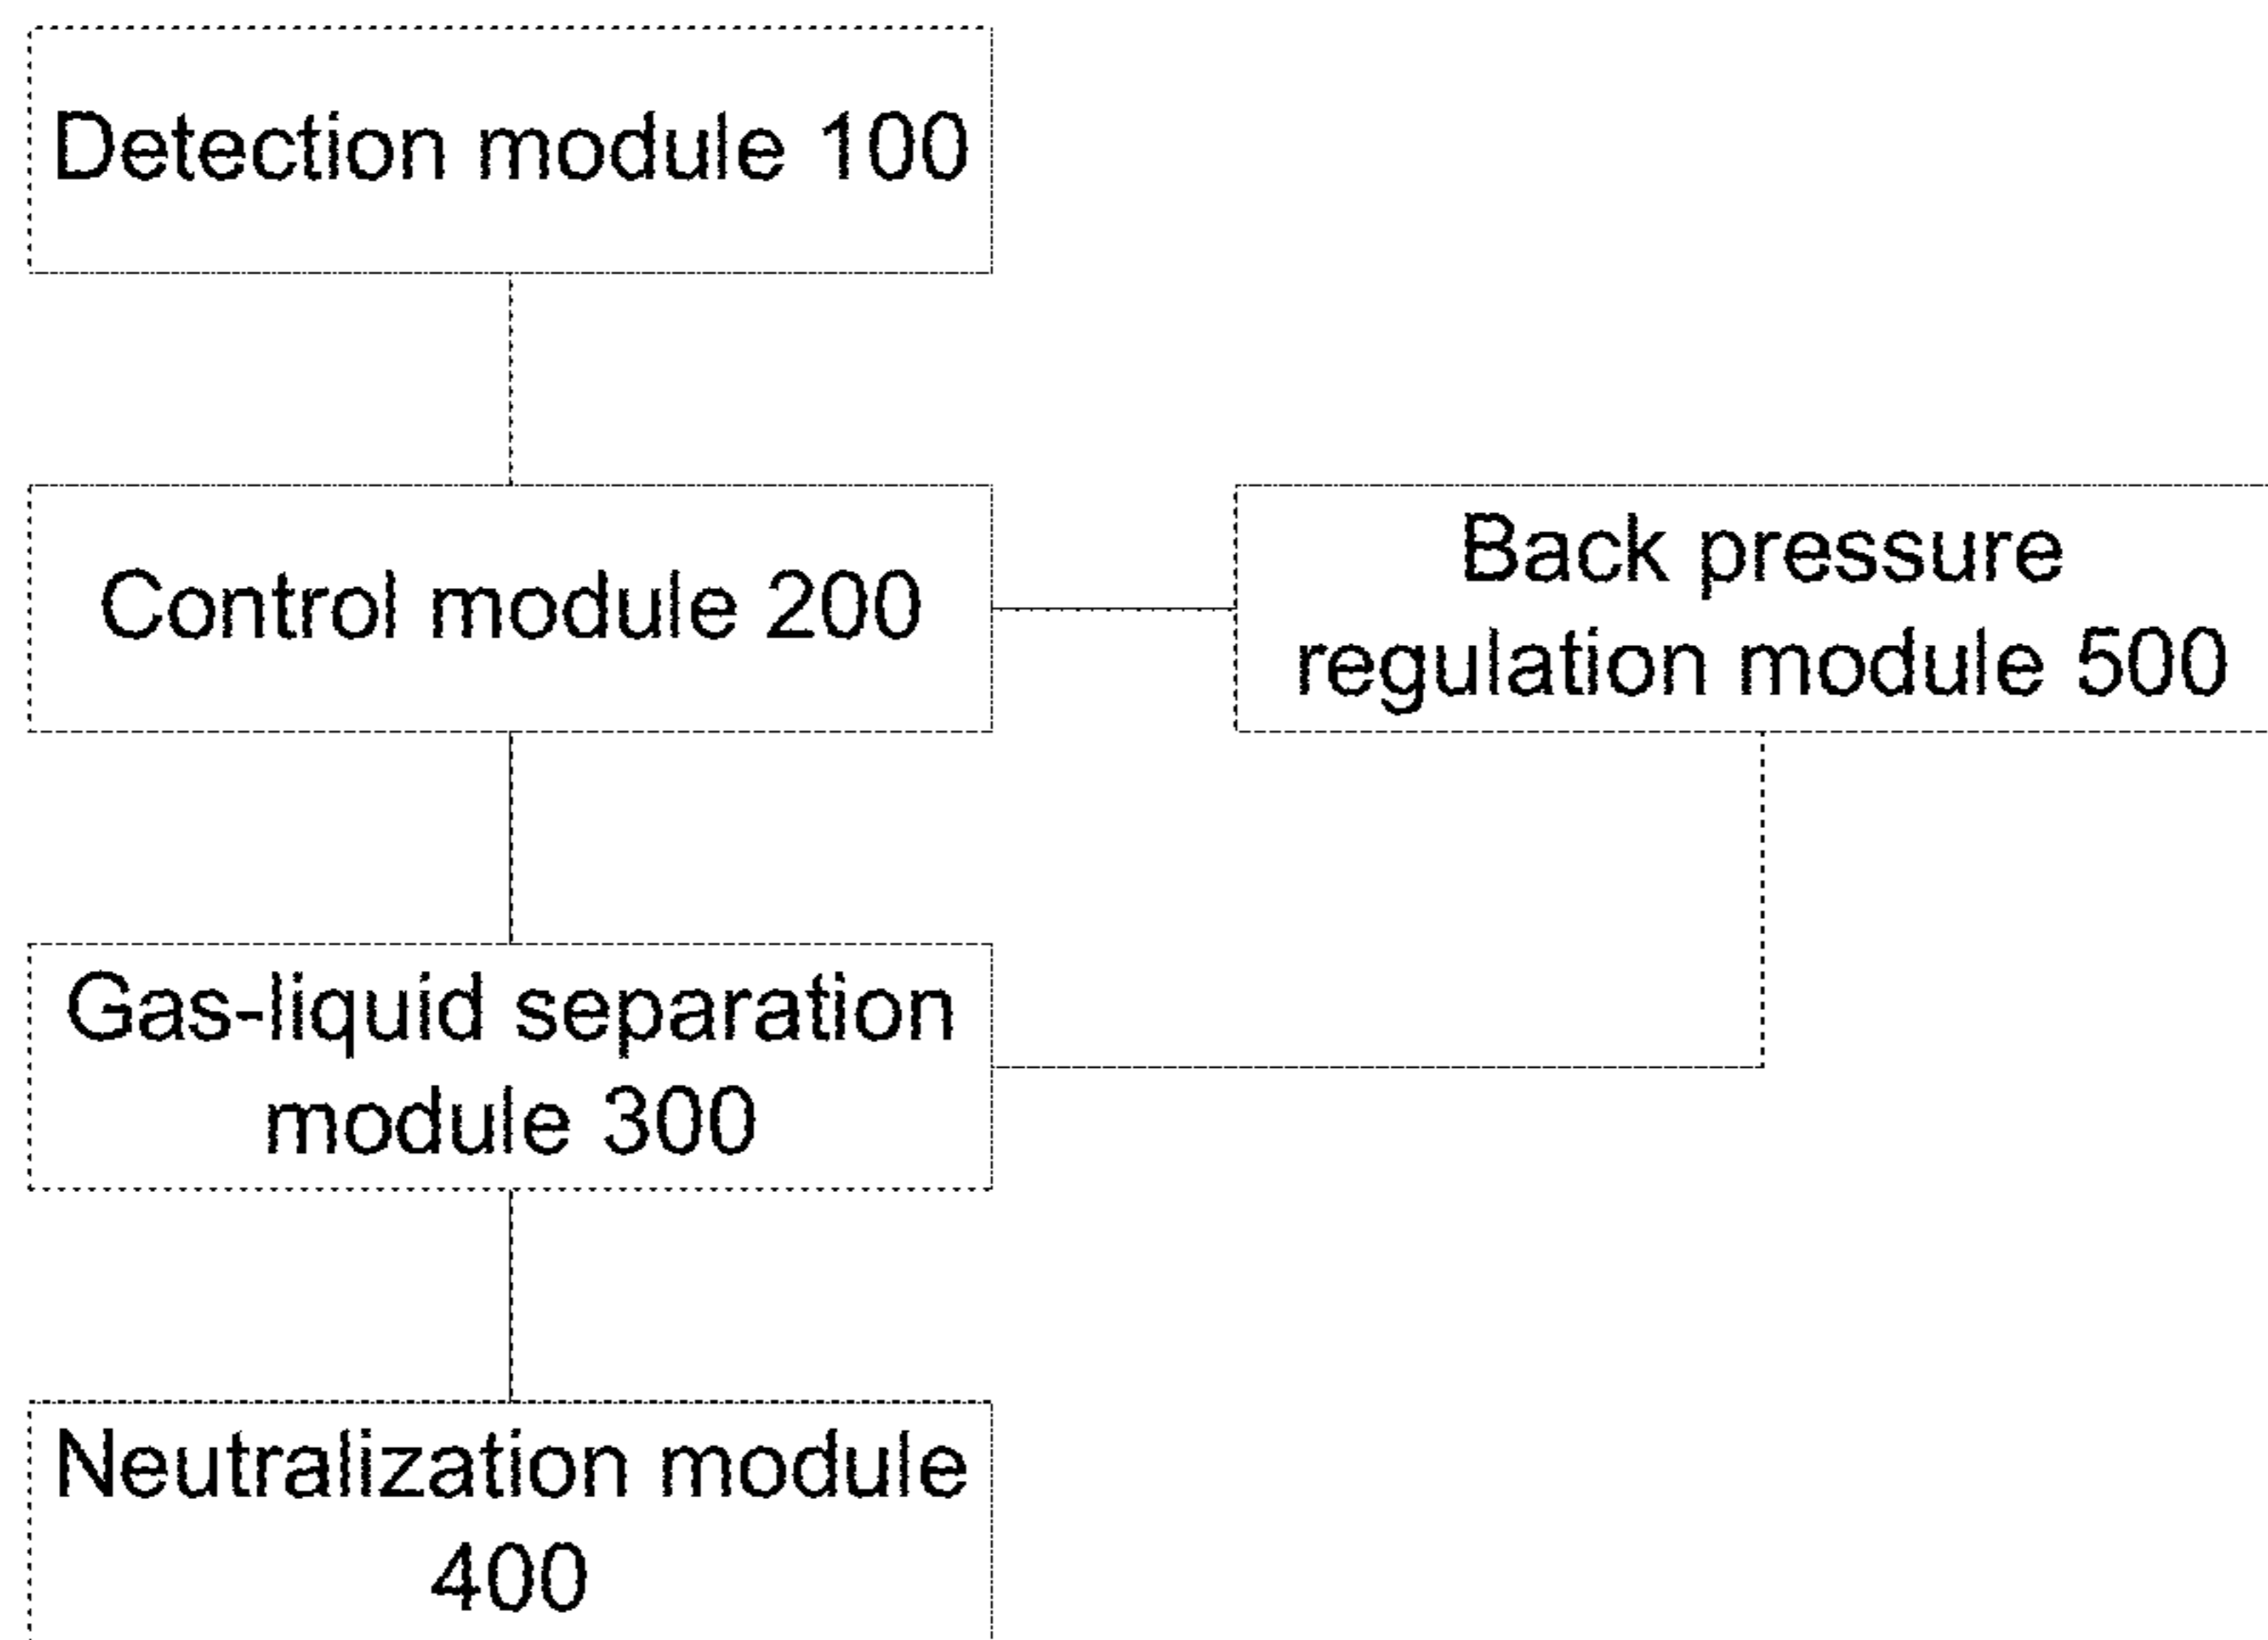 Detection module 100
Control module 200
Back pressure
regulation module 500
Gas-liquid separation
module 300
Neutralization module
400